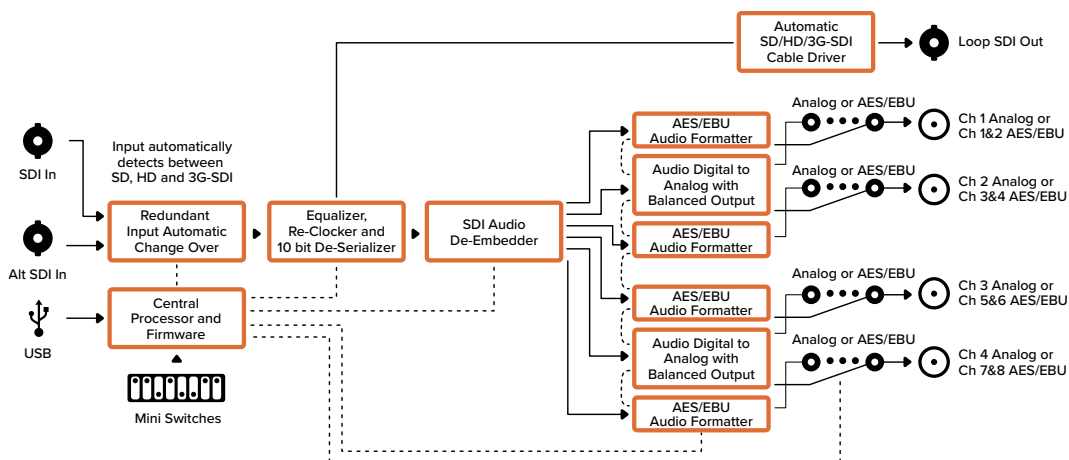 Automatic
SD/HD/3G-SDI
Cable Driver
Loop SDI Out
SDI In
Input automatically
detects between
SD, HD and 3G-SDI
Alt SDI In
Redundant
Input Automatic
Change Over
Equalizer,
Re-Clocker and
10 bit De-Serializer
SDI Audio
De-Embedder
USB
Central
Processor and
Firmware
Mini Switches
AES/EBU
Audio Formatter
Audio Digital to
Analog with
Balanced Output
AES/EBU
Audio Formatter
AES/EBU
Audio Formatter
Audio Digital to
Analog with
Balanced Output
AES/EBU
Audio Formatter
Analog or AES/EBU
Ch 1 Analog or
Ch 1&2 AES/EBU
Analog or AES/EBU
Ch 2 Analog or
Ch 3&4 AES/EBU
Analog or AES/EBU
Ch 3 Analog or
Ch 5&6 AES/EBU
Analog or AES/EBU
Ch 4 Analog or
Ch 7&8 AES/EBU